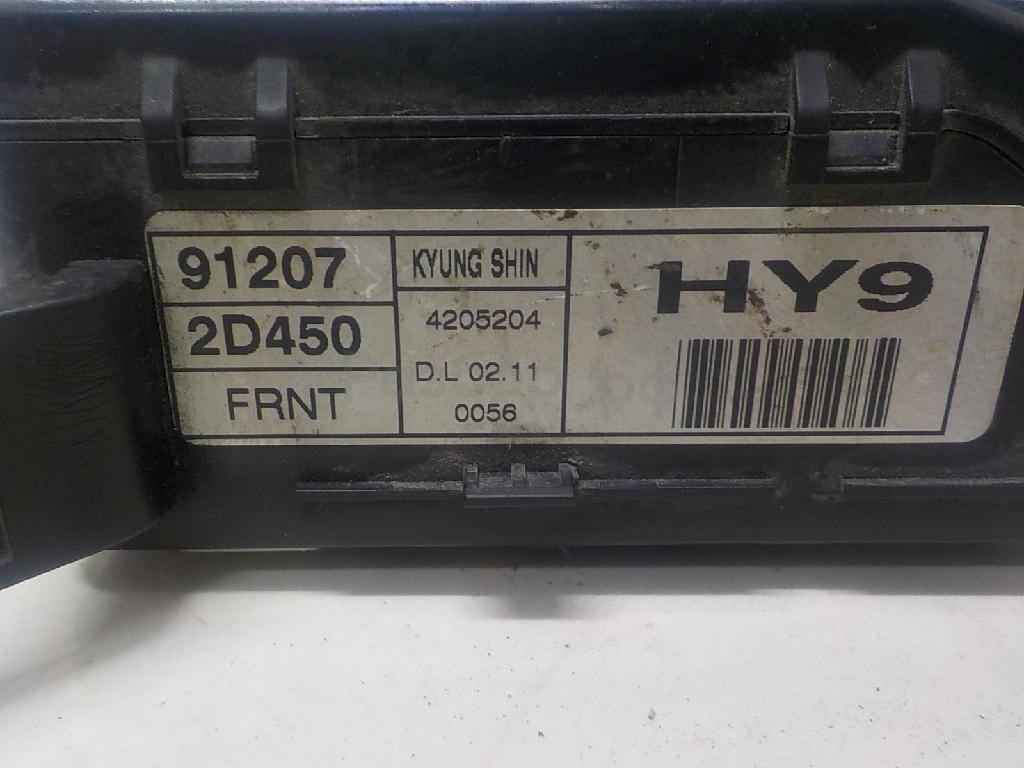 91207
2D450
FRNT
KYUNG SHIN
4205204
D.L 02.11
0056
HY9